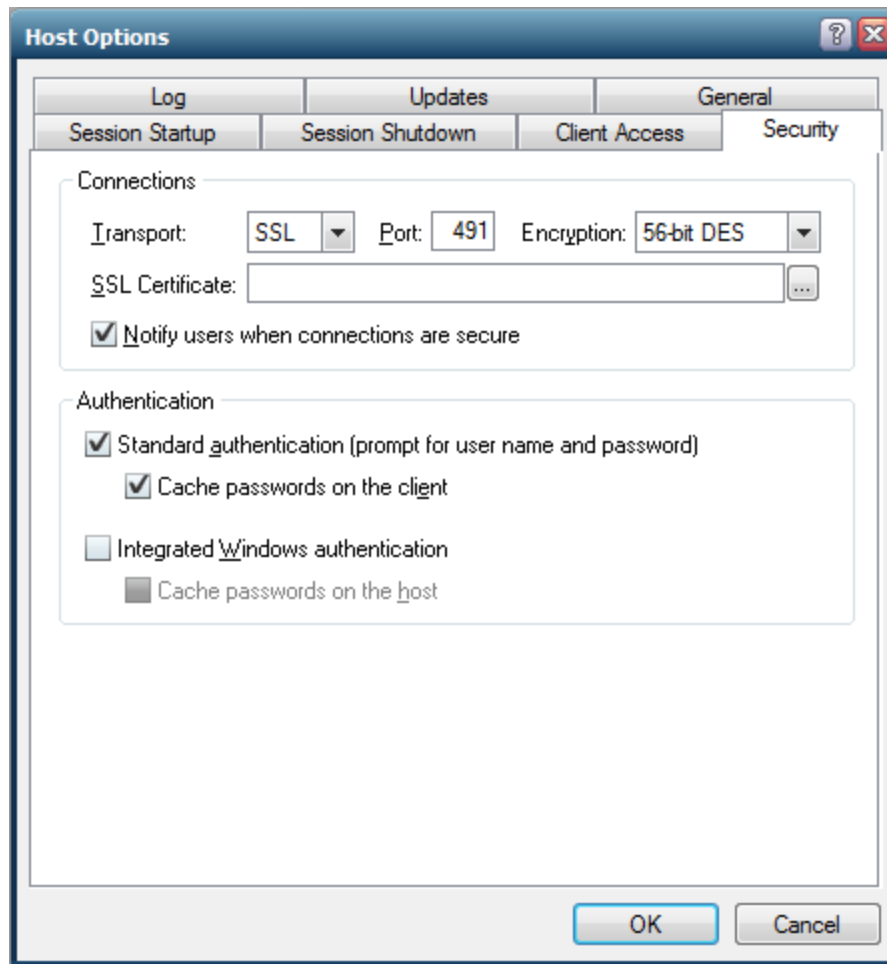 Host Options
Log Updates General
Session Startup Session Shutdown Client Access Security
Connections
Transport: SSL Port: 491 Encryption: 56-bit DES
SSL Certificate: ...
Notify users when connections are secure
Authentication
Standard authentication (prompt for user name and password)
Cache passwords on the client
Integrated Windows authentication
Cache passwords on the host
OK Cancel